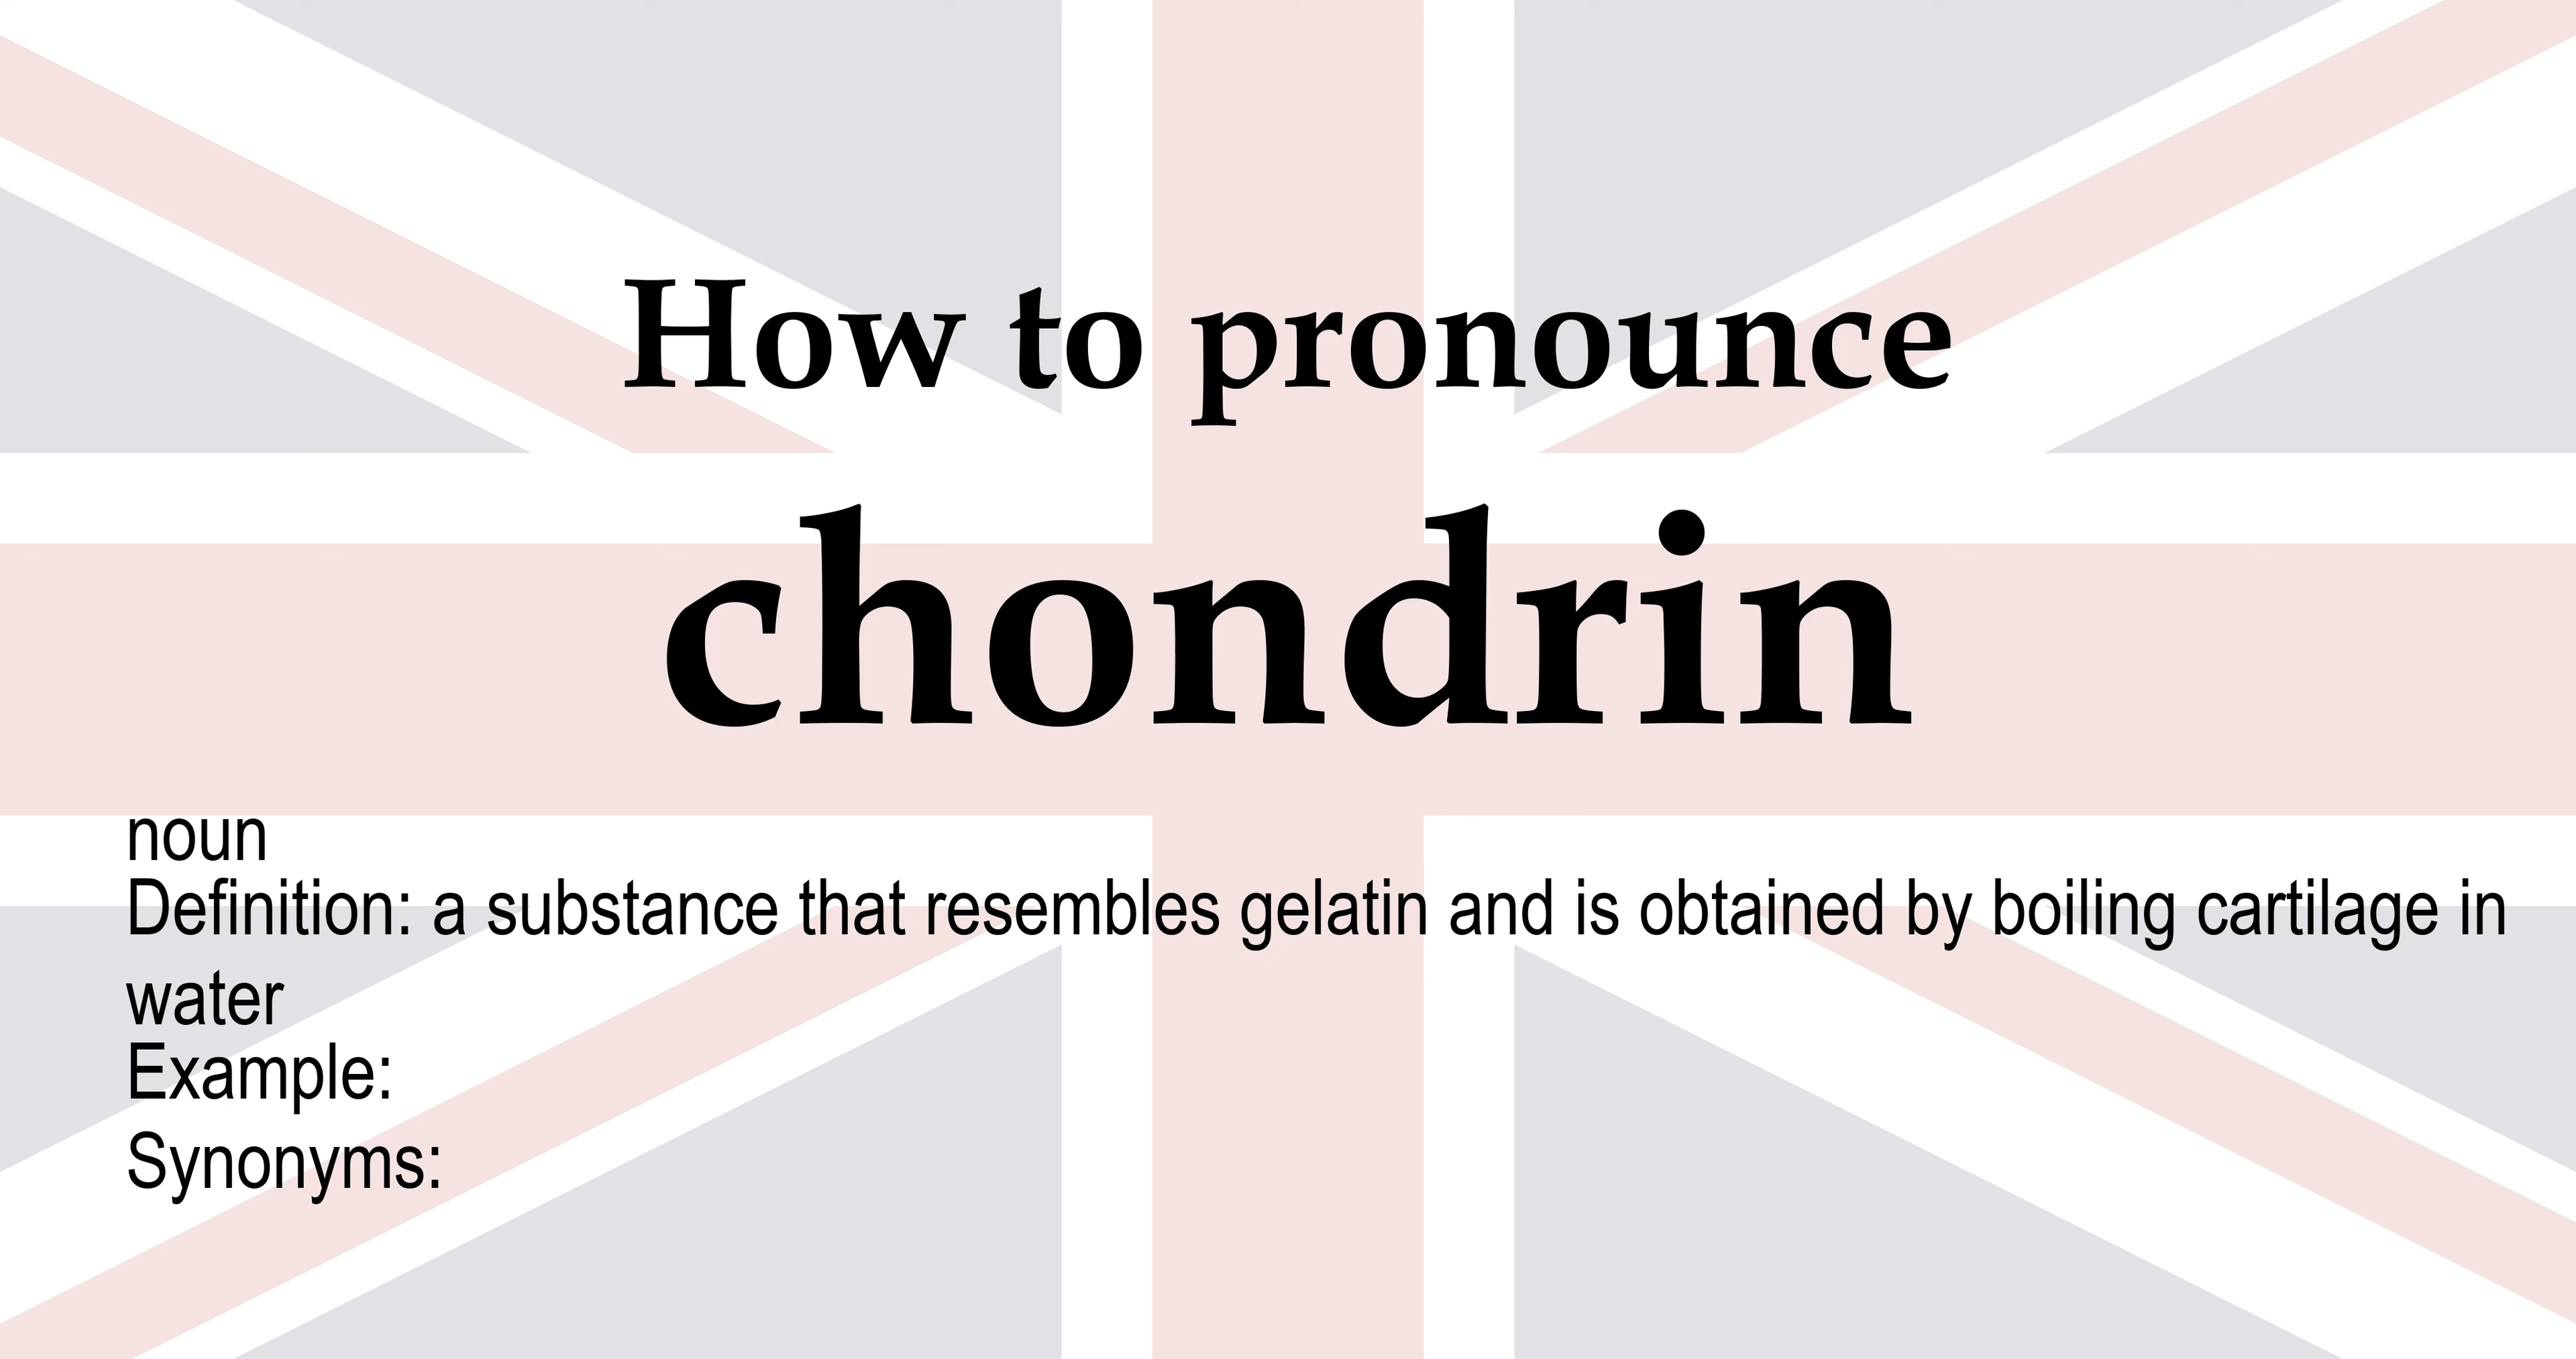 How to pronounce
chondrin
noun
Definition: a substance that resembles gelatin and is obtained by boiling cartilage in
water
Example:
Synonyms: